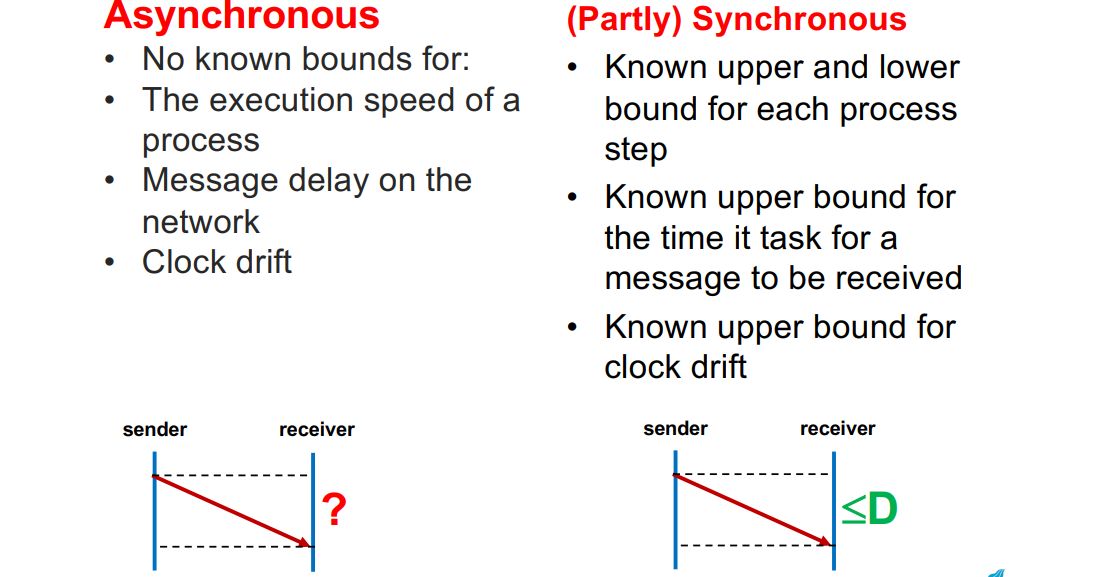 Asynchronous
• No known bounds for:
• The execution speed of a
process
• Message delay on the
network
• Clock drift
(Partly) Synchronous
• Known upper and lower
bound for each process
step
• Known upper bound for
the time it task for a
message to be received
• Known upper bound for
clock drift
sender receiver
?
sender receiver
≤D